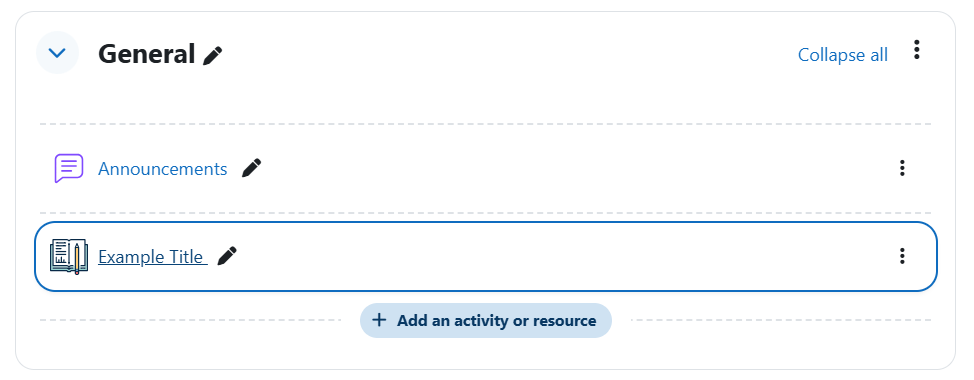 General
Collapse all
Announcements
Example Title
Add an activity or resource